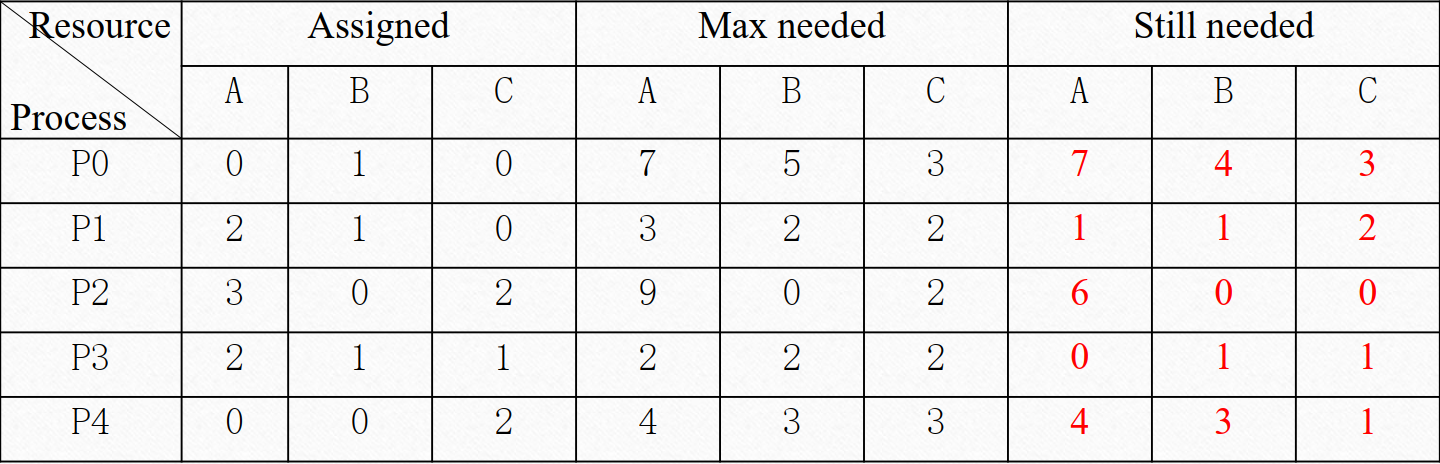 Resource Assigned Max needed Still needed
Process A B C A B C A B C
P0 0 1 0 7 5 3 7 4 3
P1 2 1 0 3 2 2 1 1 2
P2 3 0 2 9 0 2 6 0 0
P3 2 1 1 2 2 2 0 1 1
P4 0 0 2 4 3 3 4 3 1